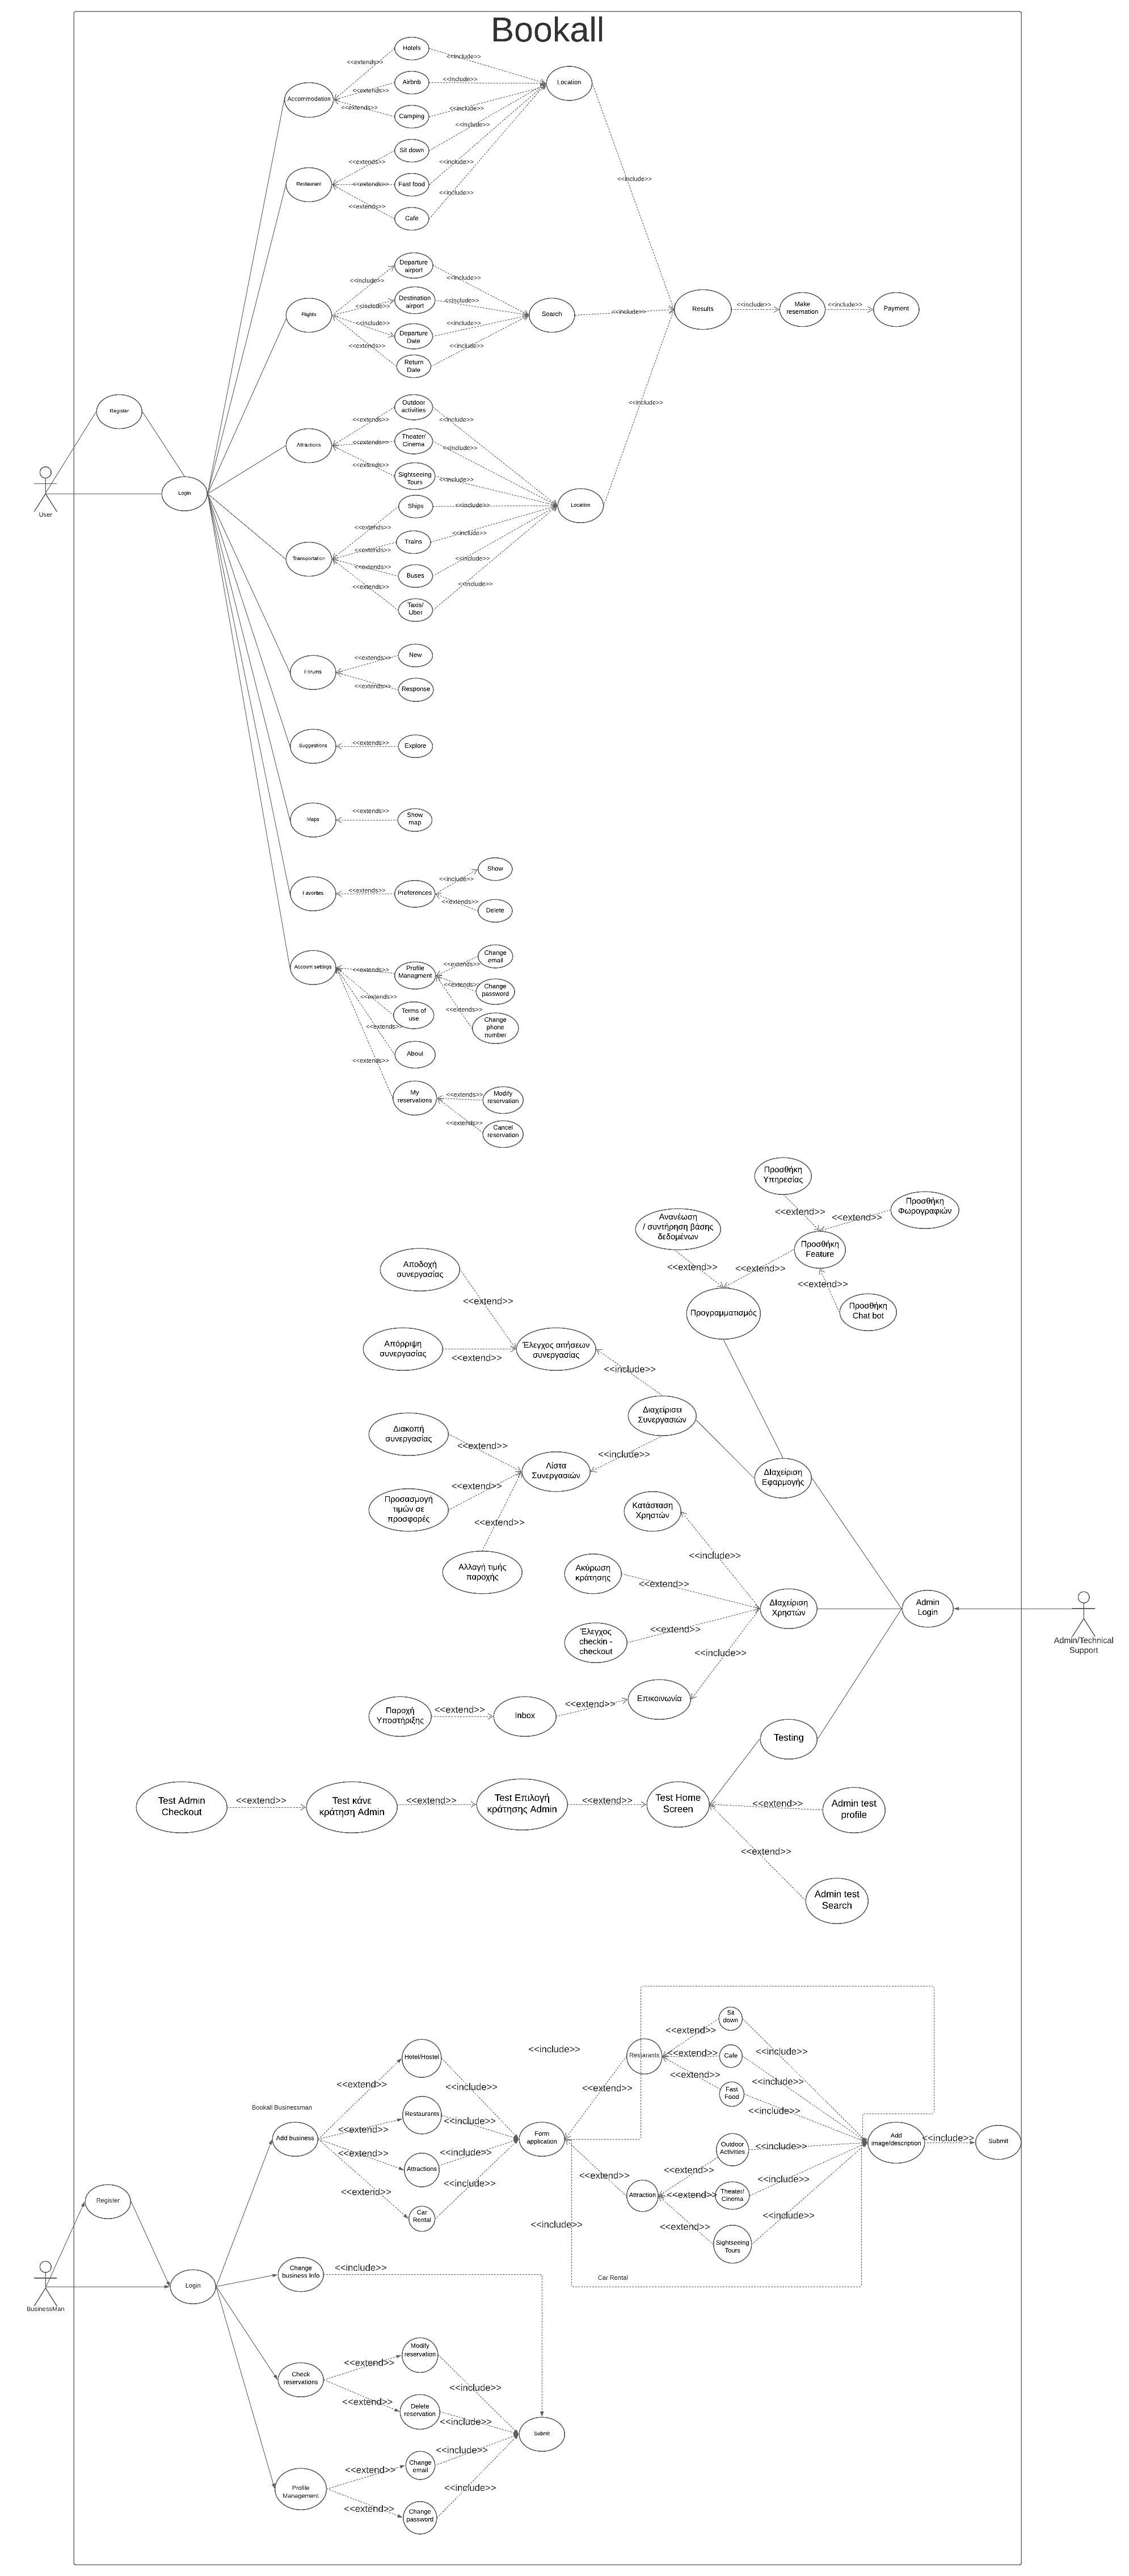 Bookall
Hotels
<<extends>>
<<include>>
Accommodation
Airbnb
<<extends>>
<<include>>
Location
Camping
<<extends>>
<<include>>
Sit down
<<extends>>
<<include>>
Restaurant
Fast food
<<extends>>
<<include>>
Cafe
<<extends>>
<<include>>
<<include>>
Departure
airport
<<include>>
<<include>>
Flights
Destination
airport
<<include>>
<<include>>
Search
<<include>>
Results
<<include>>
Make
reservation
<<include>>
Payment
Departure
Date
<<include>>
<<include>>
Return
Date
<<extends>>
<<include>>
Register
<<include>>
Outdoor
activities
<<extends>>
<<include>>
Attractions
Theater/
Cinema
<<extends>>
<<include>>
Sightseeing
Tours
<<extends>>
<<include>>
User
Login
Location
Ships
<<extends>>
<<include>>
Transportation
Trains
<<extends>>
<<include>>
Buses
<<extends>>
<<include>>
Taxis/
Uber
<<extends>>
<<include>>
Forums
New
<<extends>>
Response
<<extends>>
Suggestions
<<extends>>
Explore
Maps
<<extends>>
Show
map
Favorites
<<extends>>
Preferences
<<include>>
Show
<<extends>>
Delete
Account settings
<<extends>>
Profile
Managment
<<extends>>
Change
email
<<extends>>
Change
password
<<extends>>
Change
phone
number
<<extends>>
Terms of
use
<<extends>>
About
<<extends>>
My
reservations
<<extends>>
Modify
reservation
<<extends>>
Cancel
reservation
Προσθήκη
Υπηρεσίας
<<extend>>
Προσθήκη
Φωρογραφιών
<<extend>>
Ανανέωση
/ συντήρηση βάσης
δεδομένων
<<extend>>
Προσθήκη
Feature
<<extend>>
<<extend>>
Προσθήκη
Chat bot
Προγραμματισμός
Αποδοχή
συνεργασίας
<<extend>>
Απόρριψη
συνεργασίας
<<extend>>
Έλεγχος αιτήσεων
συνεργασίας
<<include>>
Διαχείρισει
Συνεργασιών
<<include>>
Διακοπή
συνεργασίας
<<extend>>
Λίστα
Συνεργασιών
ΔΙαχείριση
Εφαρμογής
Προσασμογή
τιμών σε
προσφορές
<<extend>>
<<extend>>
Αλλαγή τιμής
παροχής
Κατάσταση
Χρηστών
<<include>>
Ακύρωση
κράτησης
<<extend>>
ΔΙαχείριση
Χρηστών
Admin
Login
Admin/Technical
Support
Έλεγχος
checkin -
checkout
<<extend>>
<<include>>
Επικοινωνία
Παροχή
Υποστήριξης
<<extend>>
Inbox
<<extend>>
Testing
Test Admin
Checkout
<<extend>>
Test κάνε
κράτηση Admin
<<extend>>
Test Επιλογή
κράτησης Admin
<<extend>>
Test Home
Screen
<<extend>>
Admin test
profile
<<extend>>
Admin test
Search
Sit
down
<<extend>>
<<include>>
Hotel/Hostel
<<include>>
Restarants
<<extend>>
Cafe
<<include>>
<<extend>>
<<include>>
<<extend>>
<<extend>>
Fast
Food
<<include>>
Bookall Businessman
Restaurants
<<extend>>
<<include>>
Add business
Form
application
Add
image/description
<<include>>
Submit
Outdoor
Activities
<<include>>
<<extend>>
Attractions
<<include>>
<<extend>>
<<extend>>
Attraction
<<extend>>
Theater/
Cinema
<<include>>
<<extend>>
Car
Rental
<<include>>
<<include>>
<<extend>>
Sightseeing
Tours
<<include>>
Car Rental
Register
BusinessMan
Login
Change
business Info
<<include>>
Check
reservations
<<extend>>
Modify
reservation
<<include>>
<<extend>>
Delete
reservation
<<include>>
Submit
Profile
Management
<<extend>>
Change
email
<<include>>
<<extend>>
Change
password
<<include>>